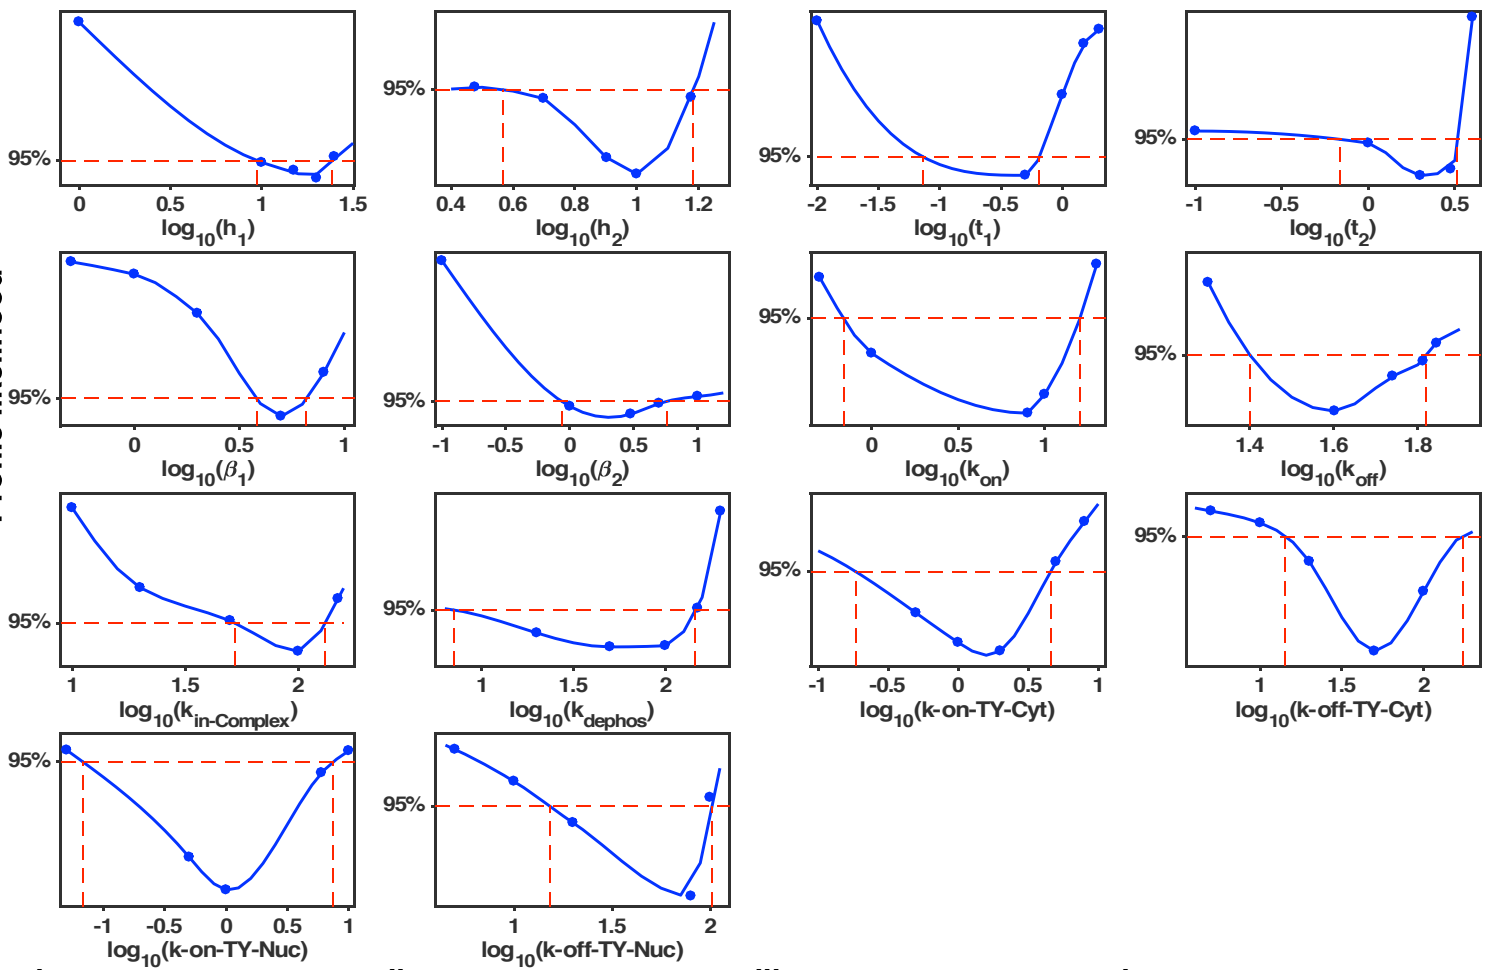 95%
0 0.5 1 1.5
log10(h1)
95%
0.4 0.6 0.8 1 1.2
log10(h2)
95%
-2 -1.5 -1 -0.5 0
log10(t1)
95%
-1 -0.5 0 0.5
log10(t2)
95%
0 0.5 1
log10(β1)
95%
-1 -0.5 0 0.5 1
log10(β2)
95%
0 0.5 1
log10(kon)
95%
1.4 1.6 1.8
log10(koff)
95%
1 1.5 2
log10(kin-Complex)
95%
1 1.5 2
log10(kdephos)
95%
-1 -0.5 0 0.5 1
log10(k-on-TY-Cyt)
95%
1 1.5 2
log10(k-off-TY-Cyt)
95%
-1 -0.5 0 0.5 1
log10(k-on-TY-Nuc)
95%
1 1.5 2
log10(k-off-TY-Nuc)